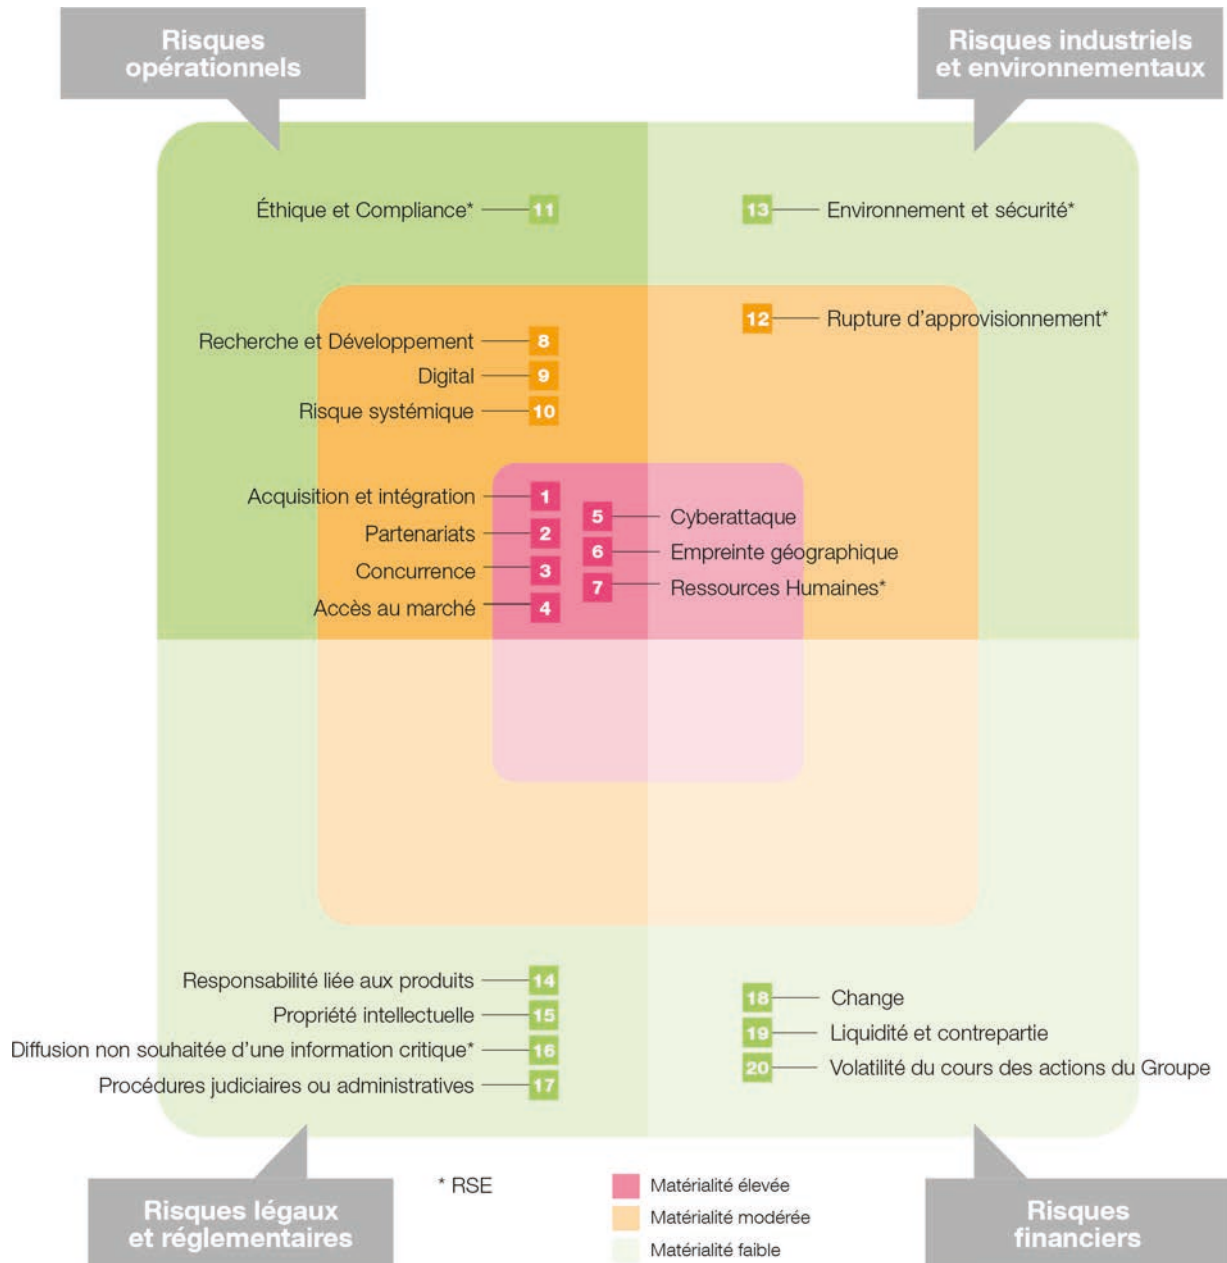 Risques
opérationnels
Risques industriels
et environnementaux
Éthique et Compliance* 11
13 Environnement et sécurité*
12 Rupture d'approvisionnement*
Recherche et Développement 8
Digital 9
Risque systémique 10
Acquisition et intégration 1
Partenariats 2
Concurrence 3
Accès au marché 4
5 Cyberattaque
6 Empreinte géographique
7 Ressources Humaines*
Responsabilité liée aux produits 14
Propriété intellectuelle 15
Diffusion non souhaitée d'une information critique* 16
Procédures judiciaires ou administratives 17
18 Change
19 Liquidité et contrepartie
20 Volatilité du cours des actions du Groupe
Risques légaux
et réglementaires
* RSE
Matérialité élevée
Matérialité modérée
Matérialité faible
Risques
financiers